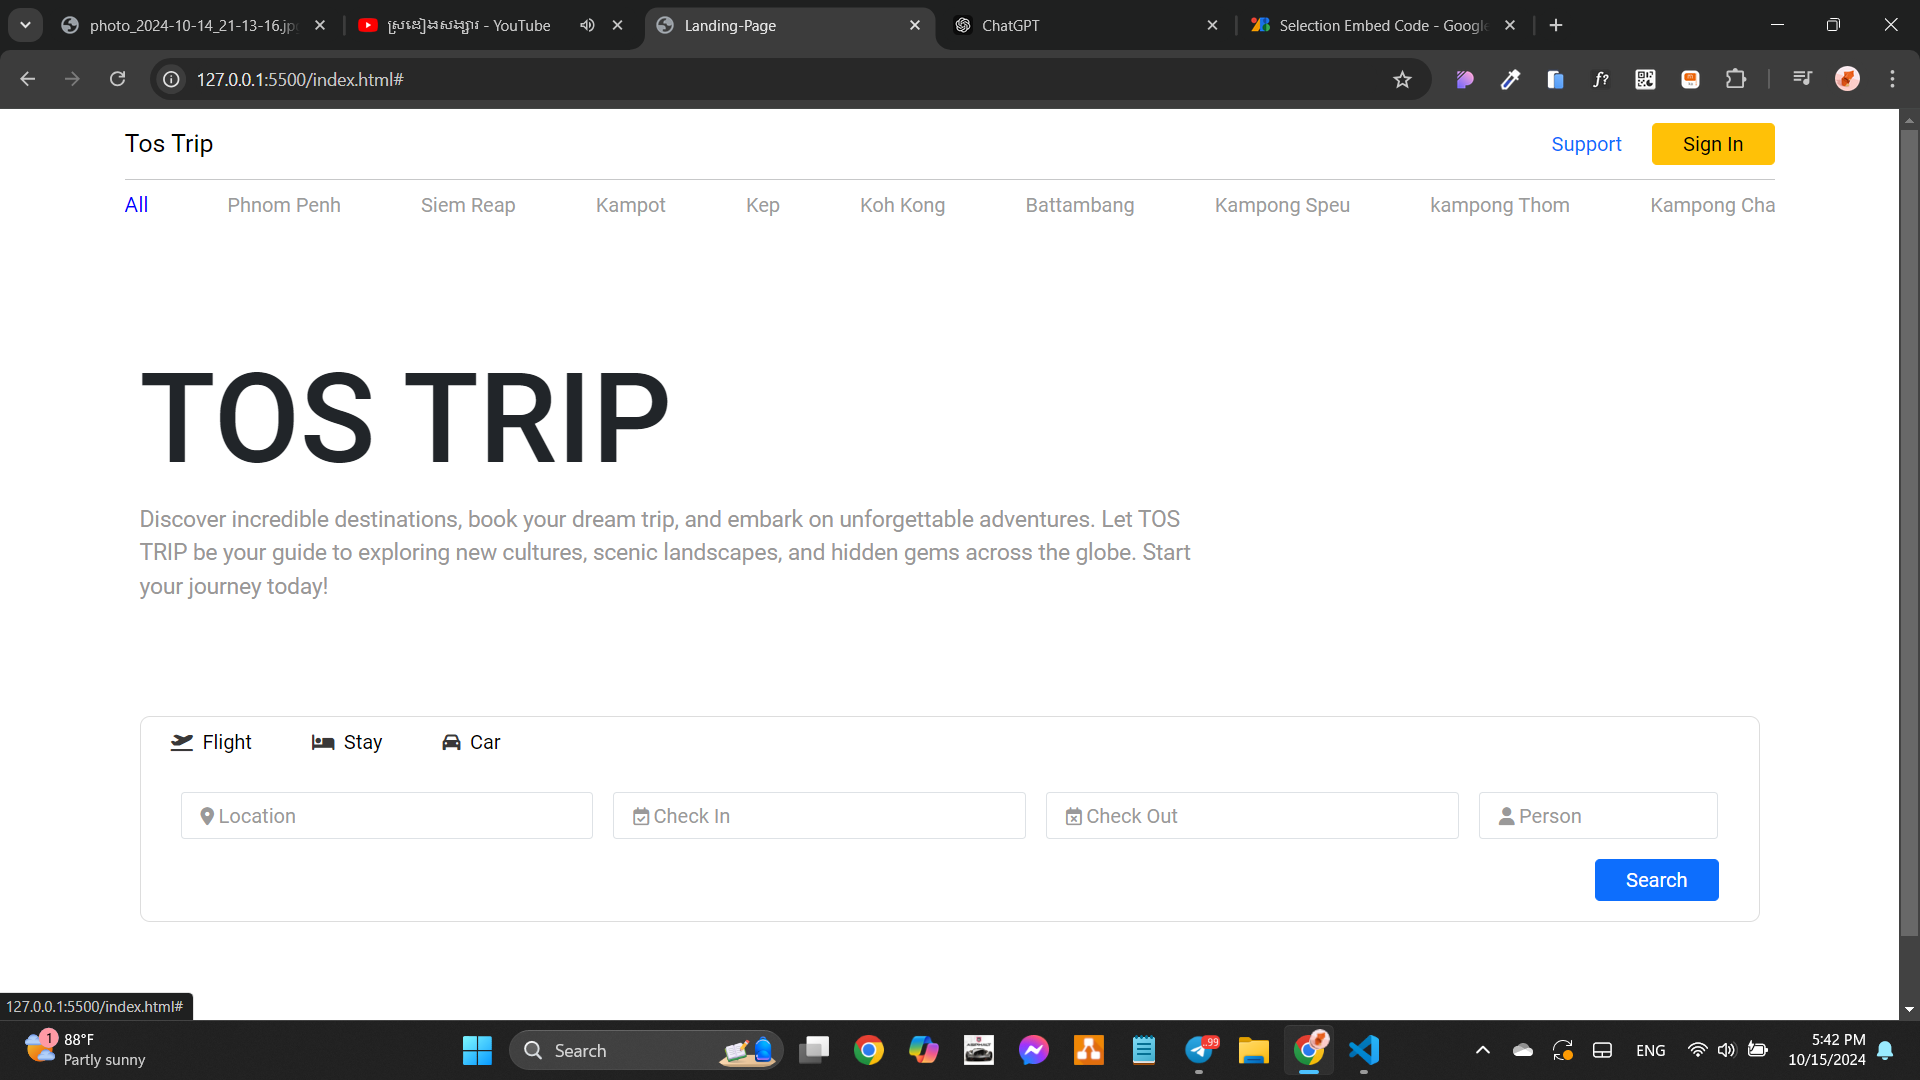 photo_2024-10-14_21-13-16.jp
ស្រដៀងសង្សារ - YouTube
Landing-Page
ChatGPT
Selection Embed Code - Google
127.0.0.1:5500/index.html#
Tos Trip
Support
Sign In
All
Phnom Penh
Siem Reap
Kampot
Kep
Koh Kong
Battambang
Kampong Speu
kampong Thom
Kampong Cha
TOS TRIP
Discover incredible destinations, book your dream trip, and embark on unforgettable adventures. Let TOS
TRIP be your guide to exploring new cultures, scenic landscapes, and hidden gems across the globe. Start
your journey today!
Flight
Stay
Car
Location
Check In
Check Out
Person
Search
127.0.0.1:5500/index.html#
1
88°F
Partly sunny
Search
.99
ENG
5:42 PM
10/15/2024